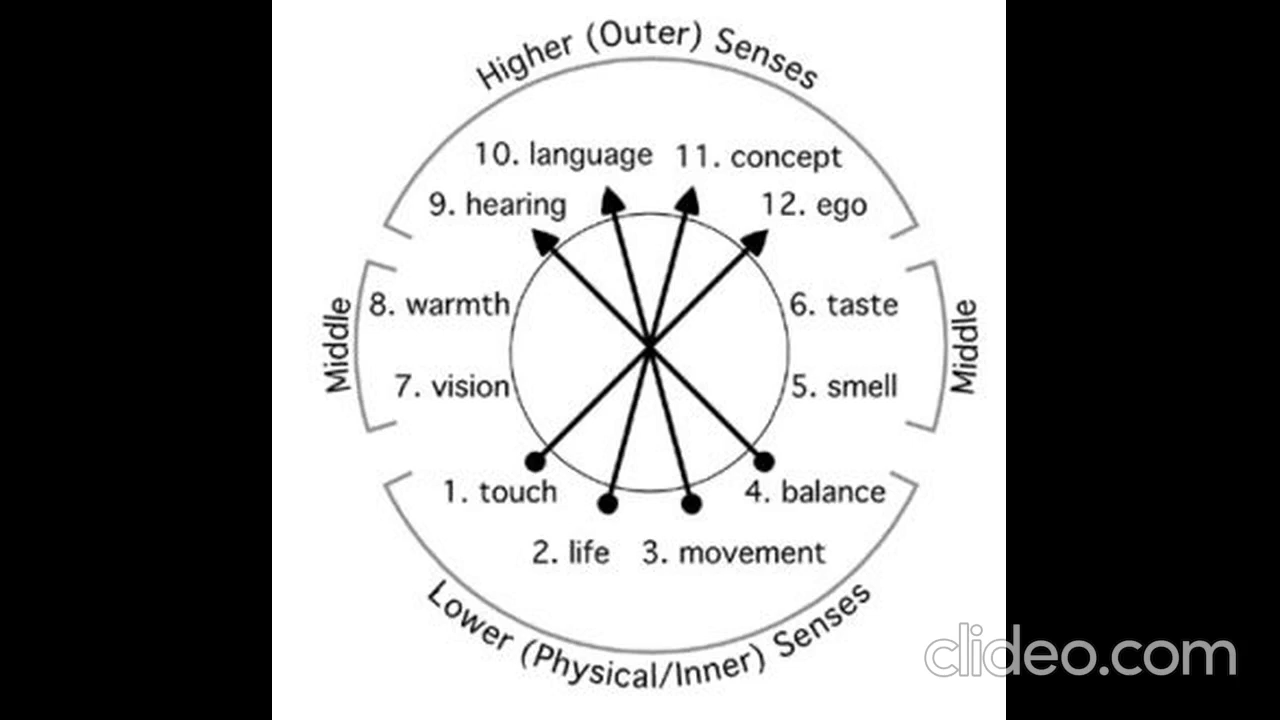 Higher (Outer) Senses
10. language 11. concept
9. hearing 12. ego
8. warmth 6. taste
Middle Middle
7. vision 5. smell
1. touch 4. balance
2. life 3. movement
Lower (Physical/Inner) Senses
clideo.com